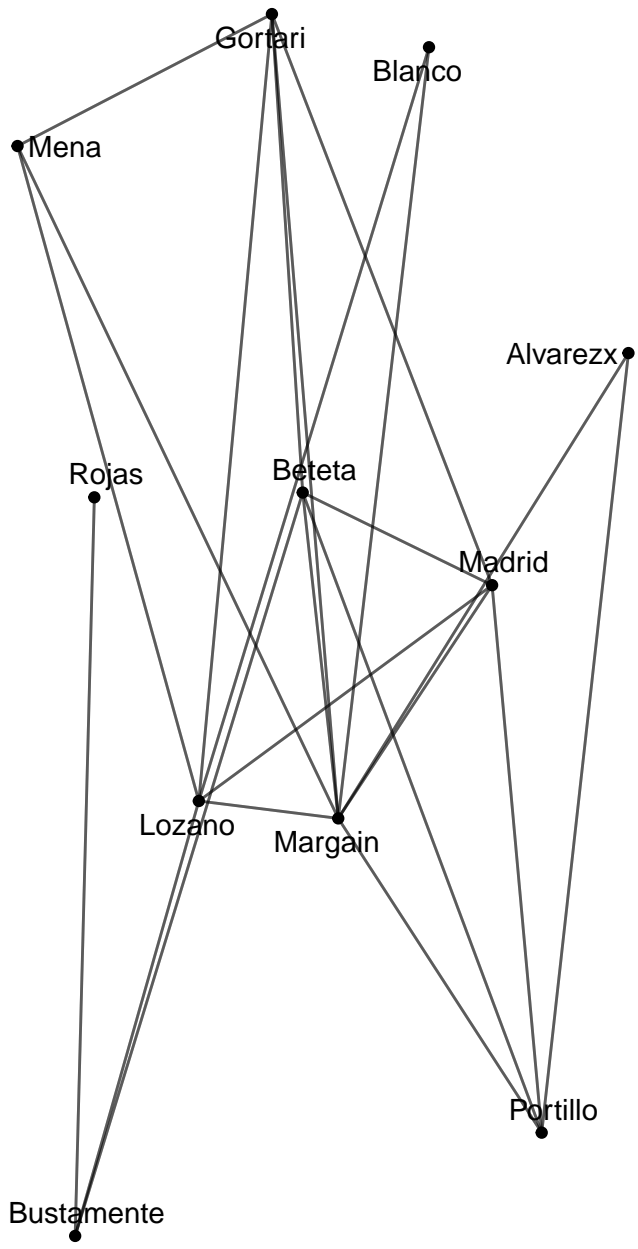 Gortari
Blanco
Mena
Alvarezx
Rojas
Beteta
Madrid
Lozano
Margain
Portillo
Bustamente